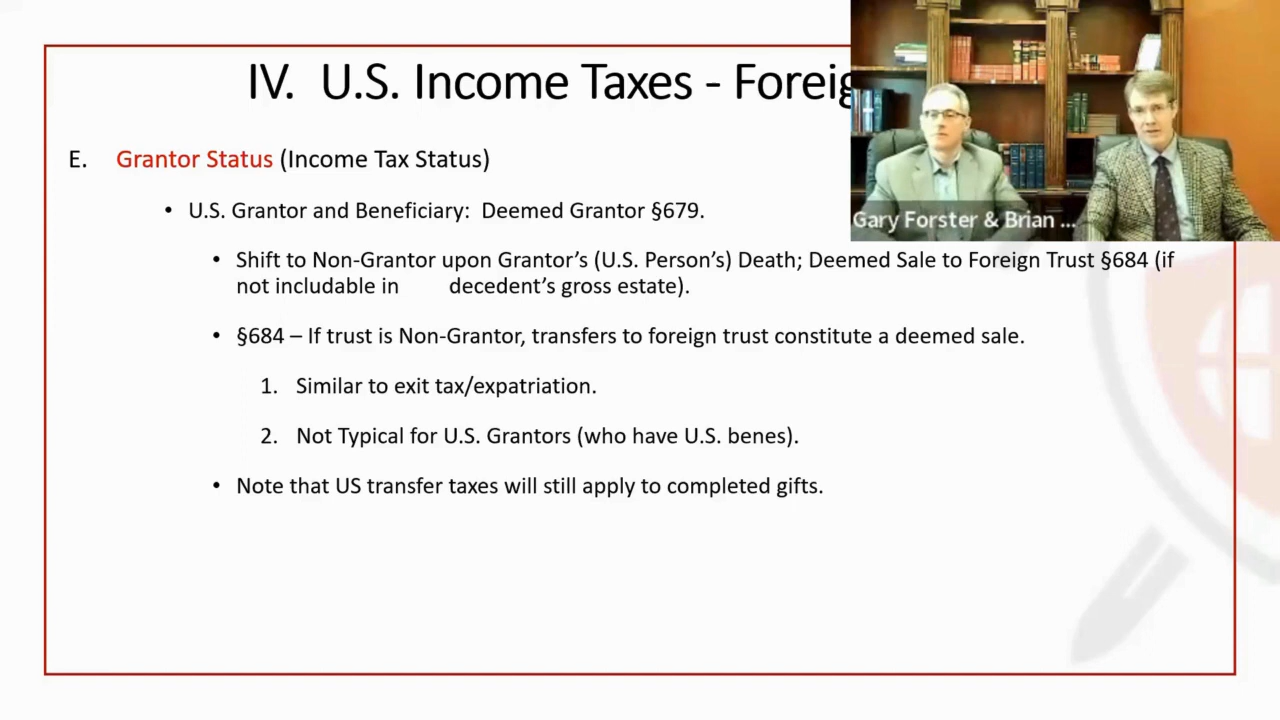 IV. U.S. Income Taxes - Foreig
E. Grantor Status (Income Tax Status)
• U.S. Grantor and Beneficiary: Deemed Grantor §679.
• Shift to Non-Grantor upon Grantor’s (U.S. Person’s) Death; Deemed Sale to Foreign Trust §684 (if
not includable in decedent’s gross estate).
• §684 – If trust is Non-Grantor, transfers to foreign trust constitute a deemed sale.
1. Similar to exit tax/expatriation.
2. Not Typical for U.S. Grantors (who have U.S. benes).
• Note that US transfer taxes will still apply to completed gifts.
Gary Forster & Brian ...